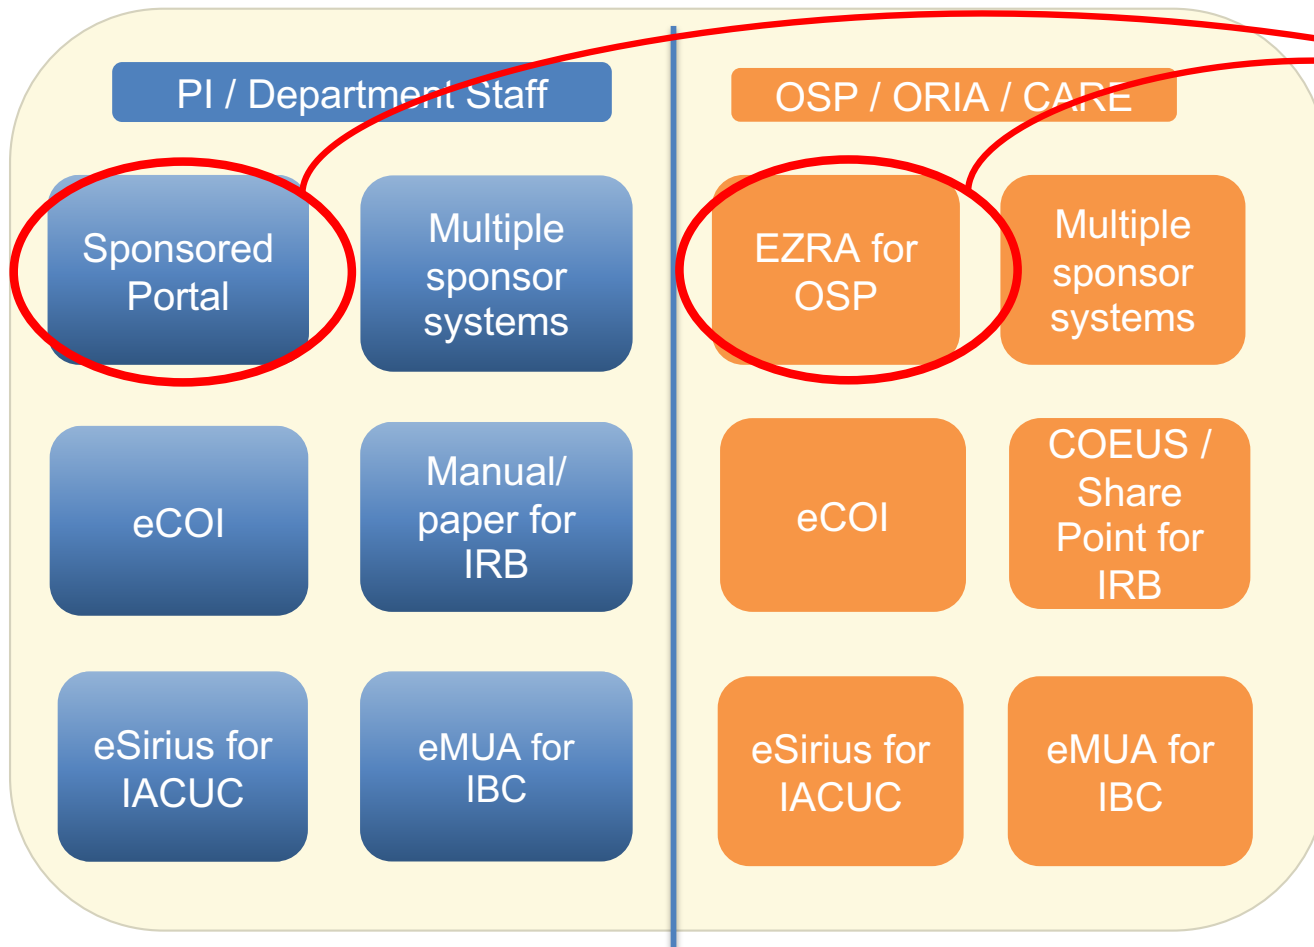 PI / Department Staff
OSP / ORIA / CARE
Sponsored
Portal
Multiple
sponsor
systems
EZRA for
OSP
Multiple
sponsor
systems
eCOI
Manual/
paper for
IRB
eCOI
COEUS /
Share
Point for
IRB
eSirius for
IACUC
eMUA for
IBC
eSirius for
IACUC
eMUA for
IBC